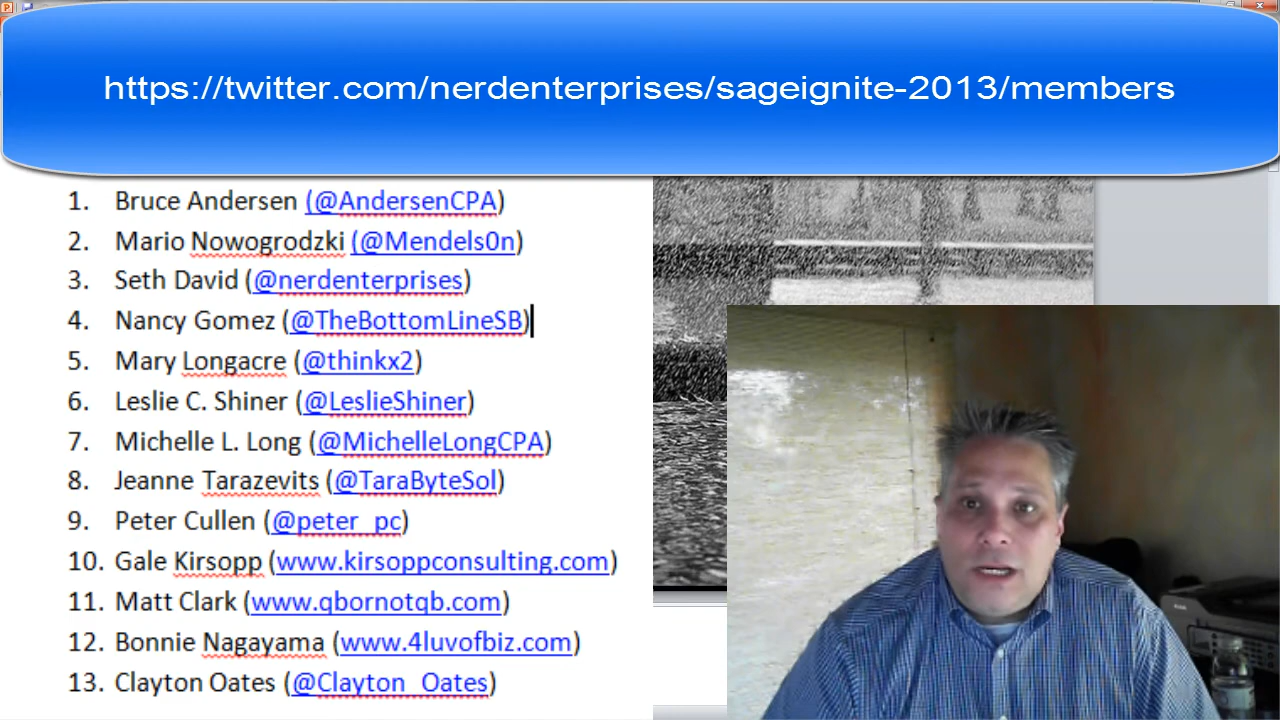 https://twitter.com/nerdenterprises/sageignite-2013/members
1. Bruce Andersen (@AndersenCPA)
2. Mario Nowogrodzki (@Mendels0n)
3. Seth David (@nerdenterprises)
4. Nancy Gomez (@TheBottomLineSB)
5. Mary Longacre (@thinkx2)
6. Leslie C. Shiner (@LeslieShiner)
7. Michelle L. Long (@MichelleLongCPA)
8. Jeanne Tarazevits (@TaraByteSol)
9. Peter Cullen (@peter_pc)
10. Gale Kirsopp (www.kirsoppconsulting.com)
11. Matt Clark (www.qbornotqb.com)
12. Bonnie Nagayama (www.4luvofbiz.com)
13. Clayton Oates (@Clayton_Oates)